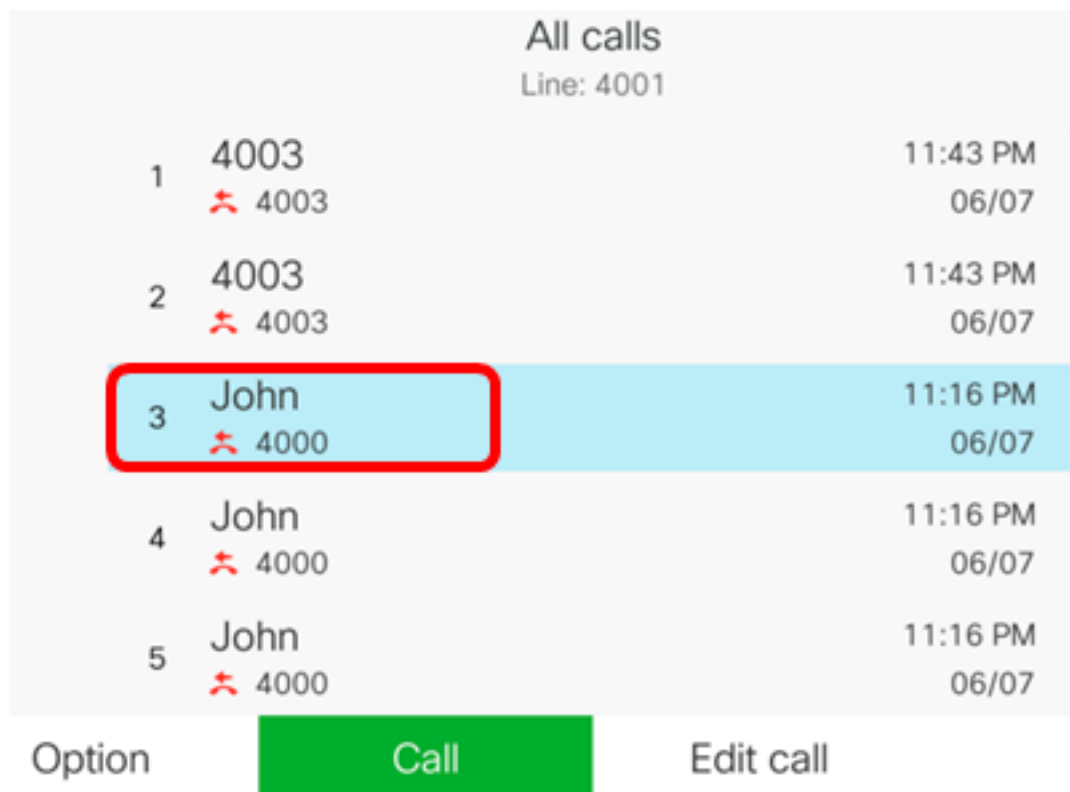 All calls
Line: 4001
1 4003 11:43 PM
4003 06/07
2 4003 11:43 PM
4003 06/07
3 John 11:16 PM
4000 06/07
4 John 11:16 PM
4000 06/07
5 John 11:16 PM
4000 06/07
Option Call Edit call